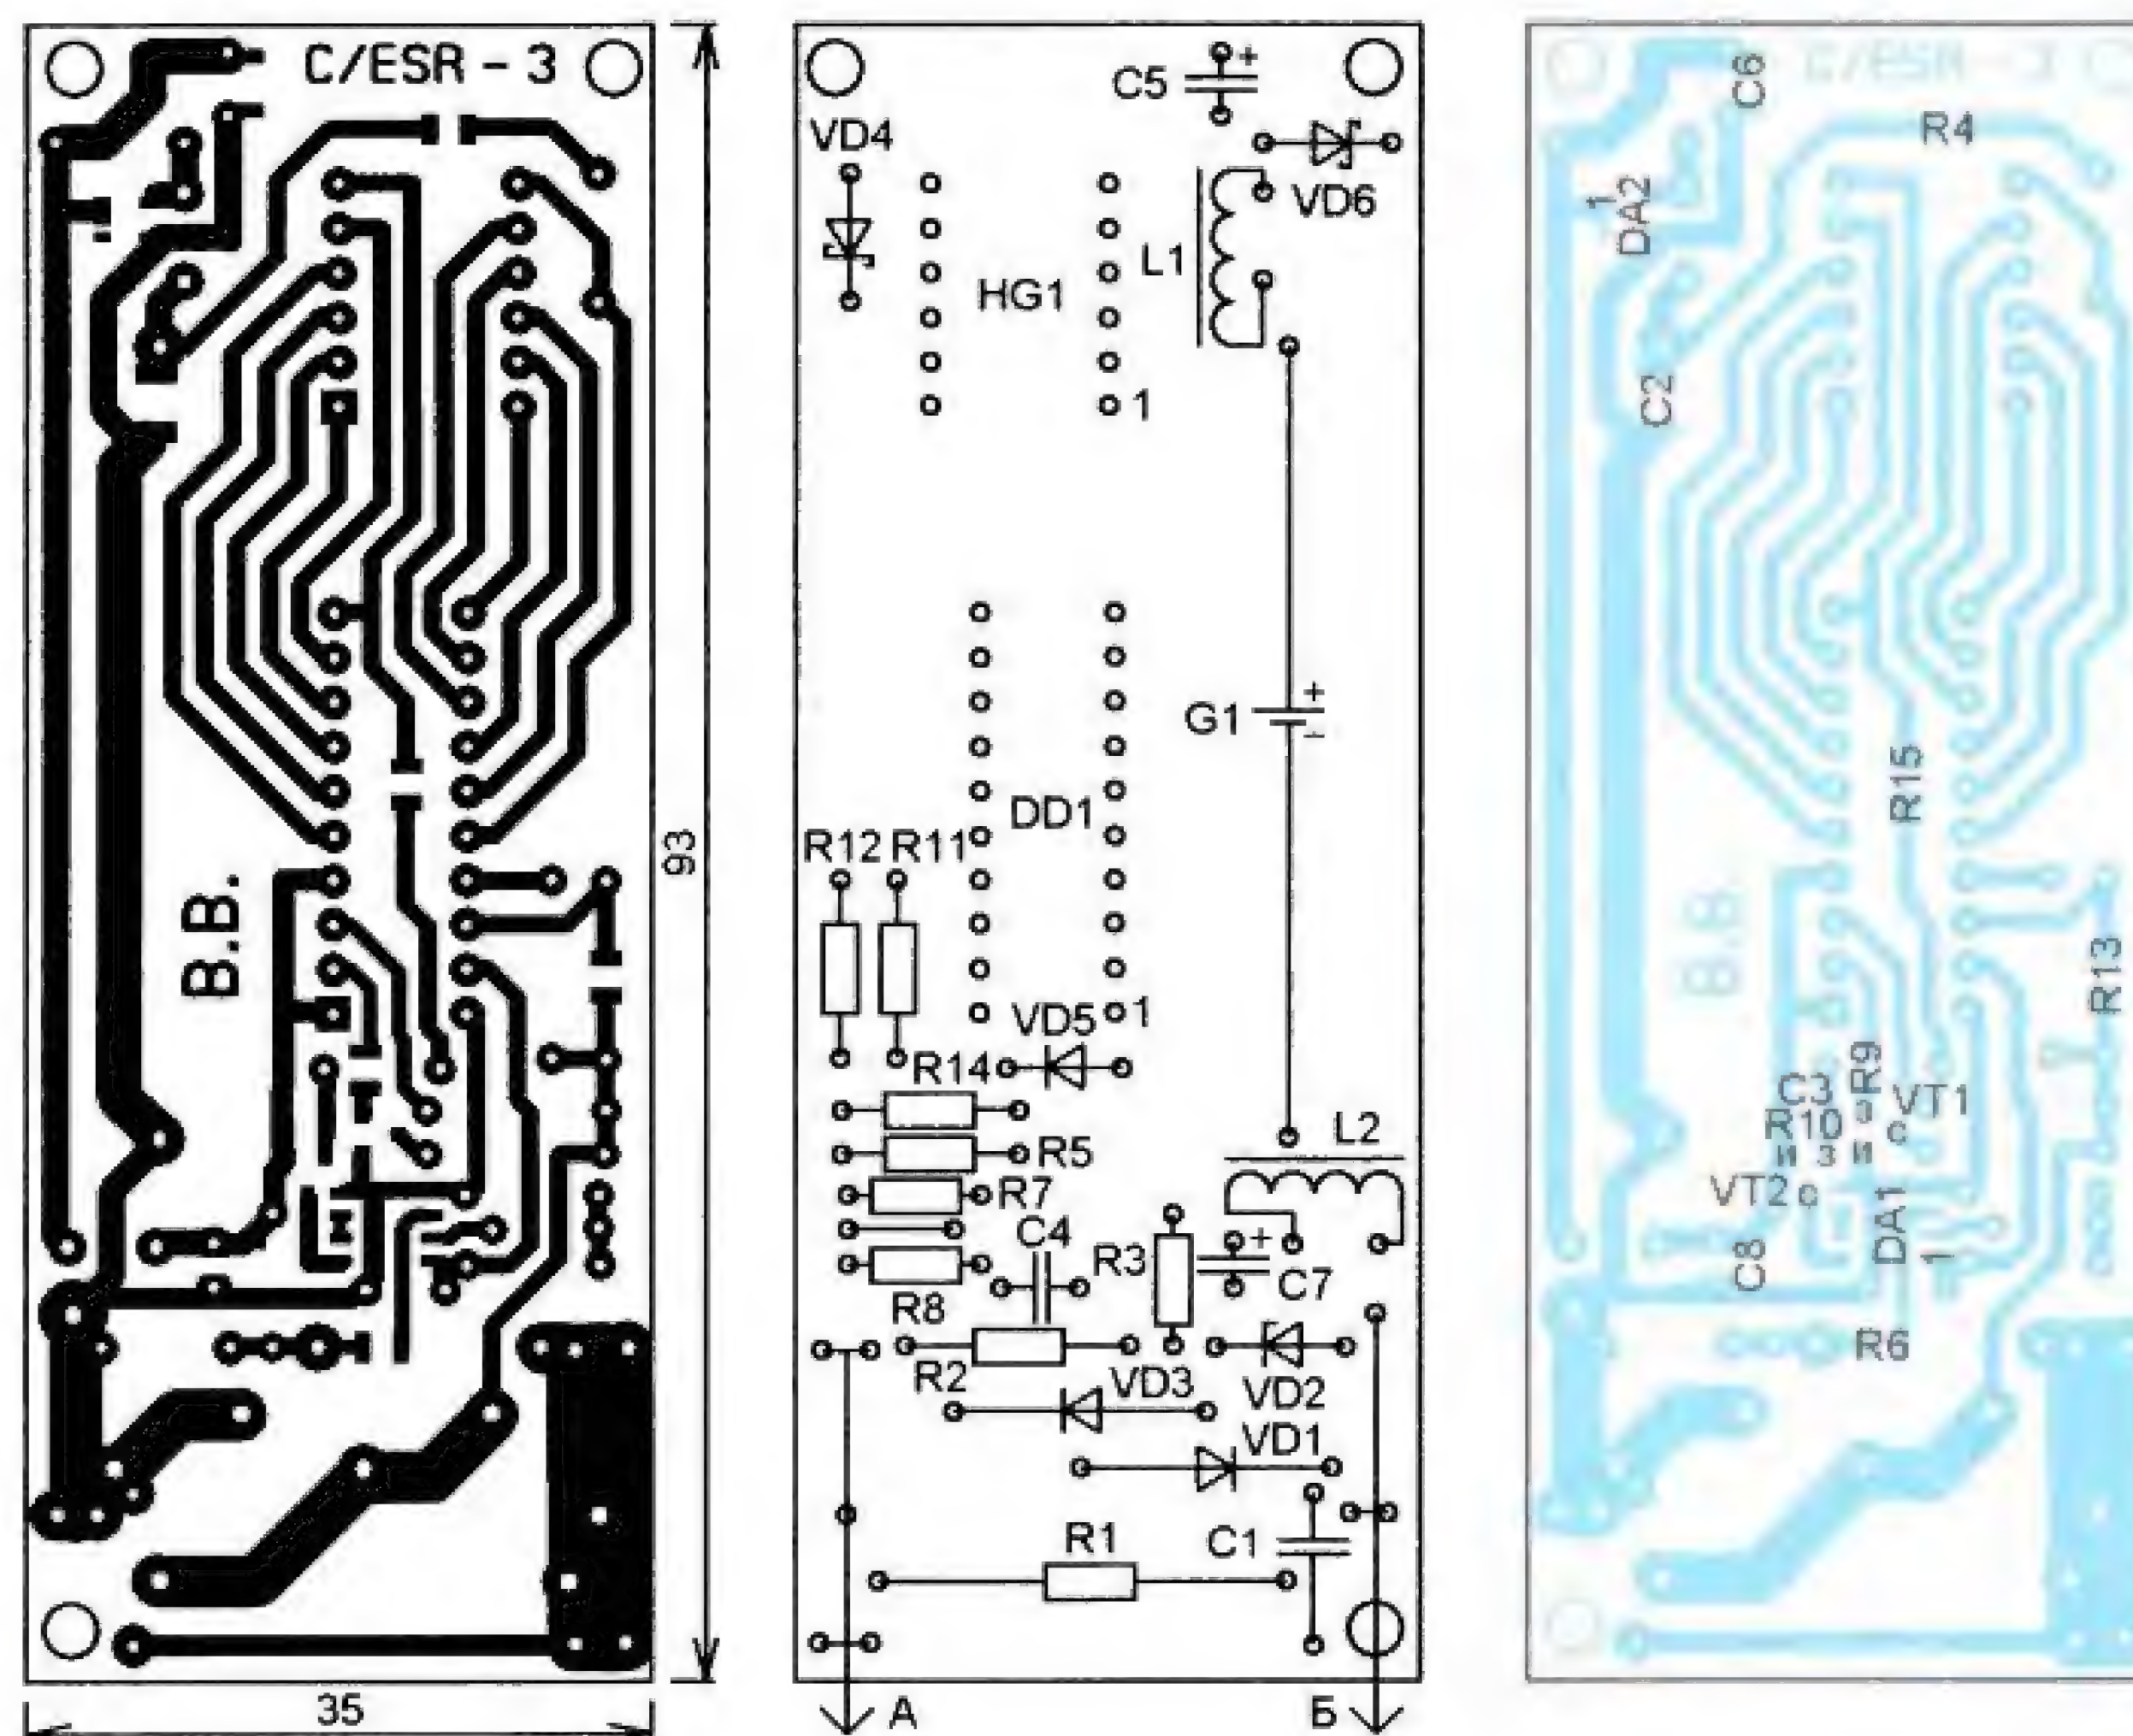 C/ESR – 3
B.B.
93
35
C5
+
VD4
VD6
L1
HG1
1
G1
+
–
DD1
R12
R11
VD5
1
R14
R5
L2
R7
C4
R3
+
C7
R8
R2
VD3
VD2
VD1
R1
C1
А
Б
C/ESR – 3
C6
R4
1
DA2
C2
R15
B.B.
R13
R9
C3
З
VT1
R10
с
и
З
и
VT2
с
DA1
C8
1
R6